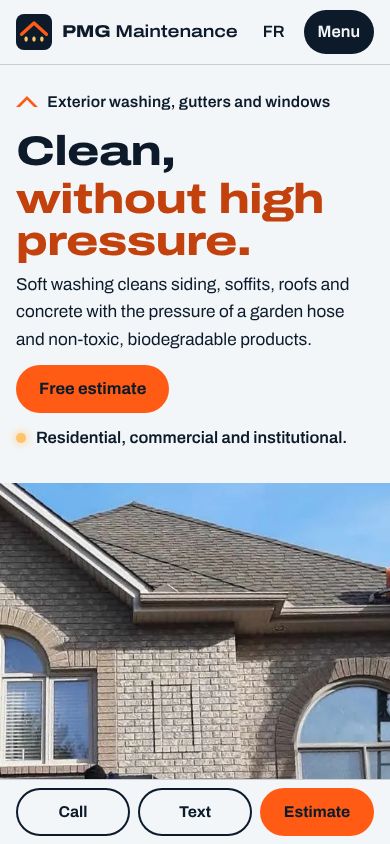 PMG Maintenance
FR
Menu
Exterior washing, gutters and windows
Clean,
without high
pressure.
Soft washing cleans siding, soffits, roofs and
concrete with the pressure of a garden hose
and non-toxic, biodegradable products.
Free estimate
Residential, commercial and institutional.
Call
Text
Estimate